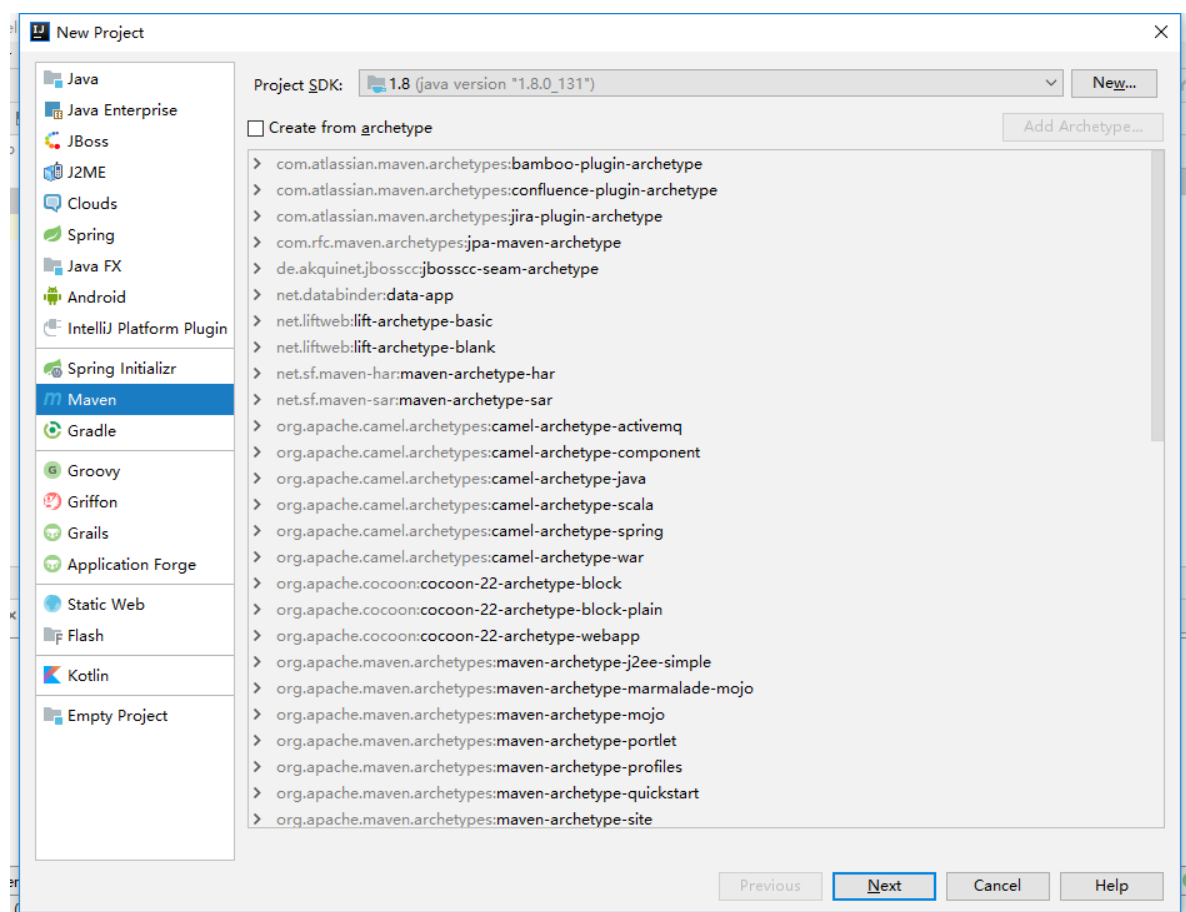 New Project
Java
Java Enterprise
JBoss
J2ME
Clouds
Spring
Java FX
Android
IntelliJ Platform Plugin
Spring Initializr
Maven
Gradle
Groovy
Griffon
Grails
Application Forge
Static Web
Flash
Kotlin
Empty Project
Project SDK: 1.8 (java version "1.8.0_131") New...
Create from archetype Add Archetype...
com.atlassian.maven.archetypes:bamboo-plugin-archetype
com.atlassian.maven.archetypes:confluence-plugin-archetype
com.atlassian.maven.archetypes:jira-plugin-archetype
com.rfc.maven.archetypes:jpa-maven-archetype
de.akquinet.jbosscc:jbosscc-seam-archetype
net.databinder:data-app
net.liftweb:lift-archetype-basic
net.liftweb:lift-archetype-blank
net.sf.maven-har:maven-archetype-har
net.sf.maven-sar:maven-archetype-sar
org.apache.camel.archetypes:camel-archetype-activemq
org.apache.camel.archetypes:camel-archetype-component
org.apache.camel.archetypes:camel-archetype-java
org.apache.camel.archetypes:camel-archetype-scala
org.apache.camel.archetypes:camel-archetype-spring
org.apache.camel.archetypes:camel-archetype-war
org.apache.cocoon:cocoon-22-archetype-block
org.apache.cocoon:cocoon-22-archetype-block-plain
org.apache.cocoon:cocoon-22-archetype-webapp
org.apache.maven.archetypes:maven-archetype-j2ee-simple
org.apache.maven.archetypes:maven-archetype-marmalade-mojo
org.apache.maven.archetypes:maven-archetype-mojo
org.apache.maven.archetypes:maven-archetype-portlet
org.apache.maven.archetypes:maven-archetype-profiles
org.apache.maven.archetypes:maven-archetype-quickstart
org.apache.maven.archetypes:maven-archetype-site
Previous Next Cancel Help